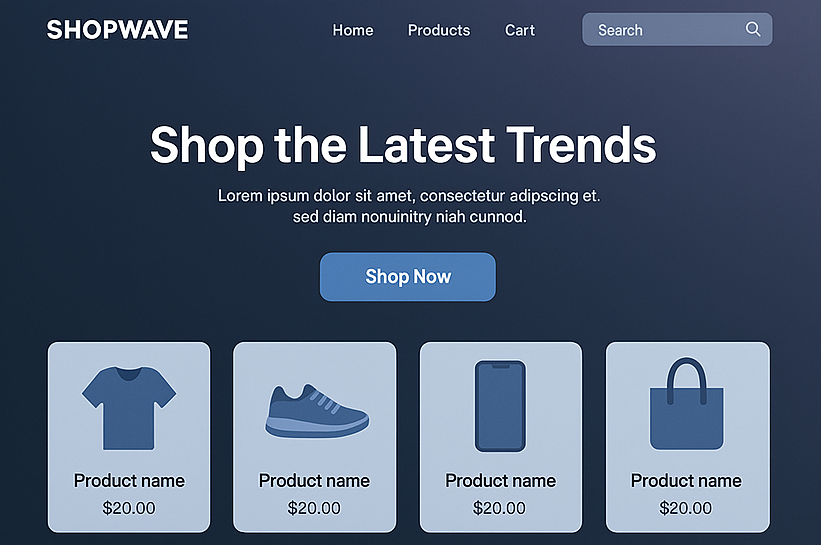 SHOPWAVE
Home Products Cart Search
Shop the Latest Trends
Lorem ipsum dolor sit amet, consectetur adipscing et.
sed diam nonuinitry niah cunnod.
Shop Now
Product name Product name Product name Product name
$20.00 $20.00 $20.00 $20.00